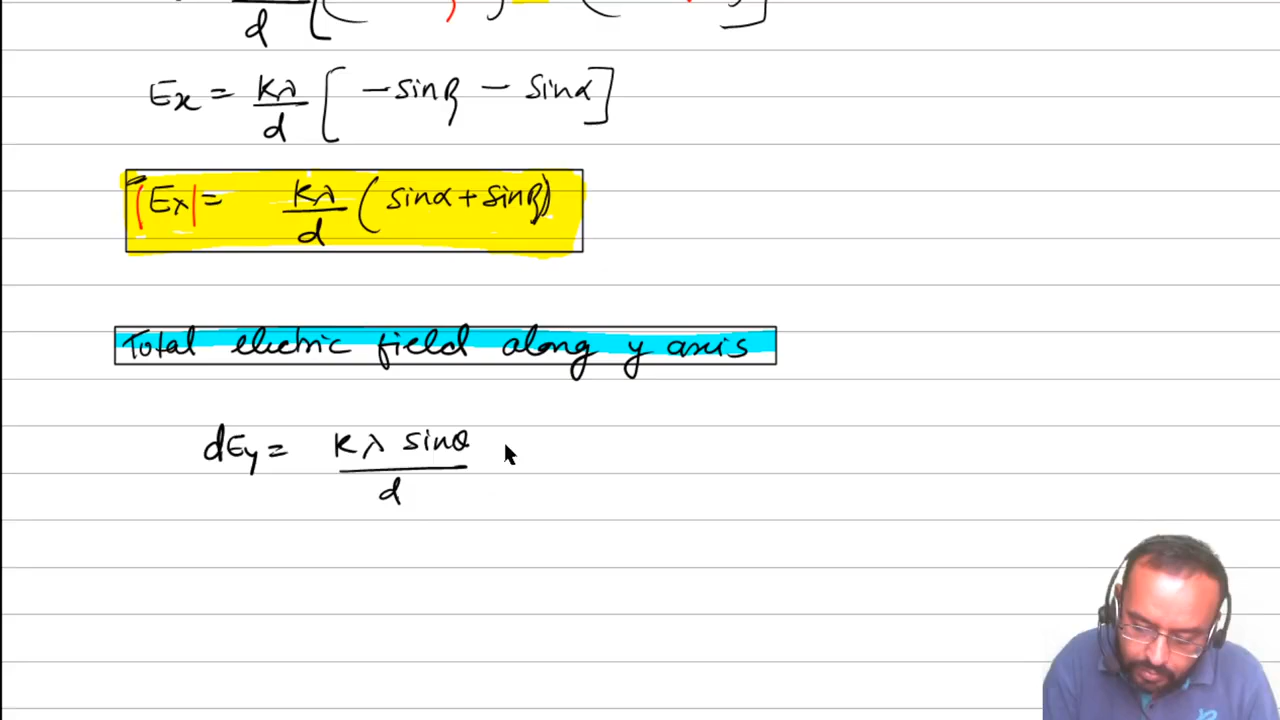 d
Ex = kλ/d [ -sinβ - sinα ]
|Ex| = kλ/d ( sinα + sinβ )
Total electric field along y axis
dEy = kλ sinθ/d